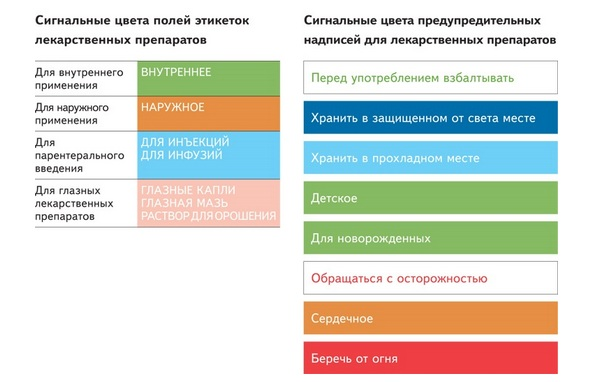 Сигнальные цвета полей этикеток
лекарственных препаратов
Для внутреннего
применения
ВНУТРЕННЕЕ
Для наружного
применения
НАРУЖНОЕ
Для
парентерального
введения
ДЛЯ ИНЪЕКЦИЙ
ДЛЯ ИНФУЗИЙ
Для глазных
лекарственных
препаратов
ГЛАЗНЫЕ КАПЛИ
ГЛАЗНАЯ МАЗЬ
РАСТВОР ДЛЯ ОРОШЕНИЯ
Сигнальные цвета предупредительных
надписей для лекарственных препаратов
Перед употреблением взбалтывать
Хранить в защищенном от света месте
Хранить в прохладном месте
Детское
Для новорожденных
Обращаться с осторожностью
Сердечное
Беречь от огня